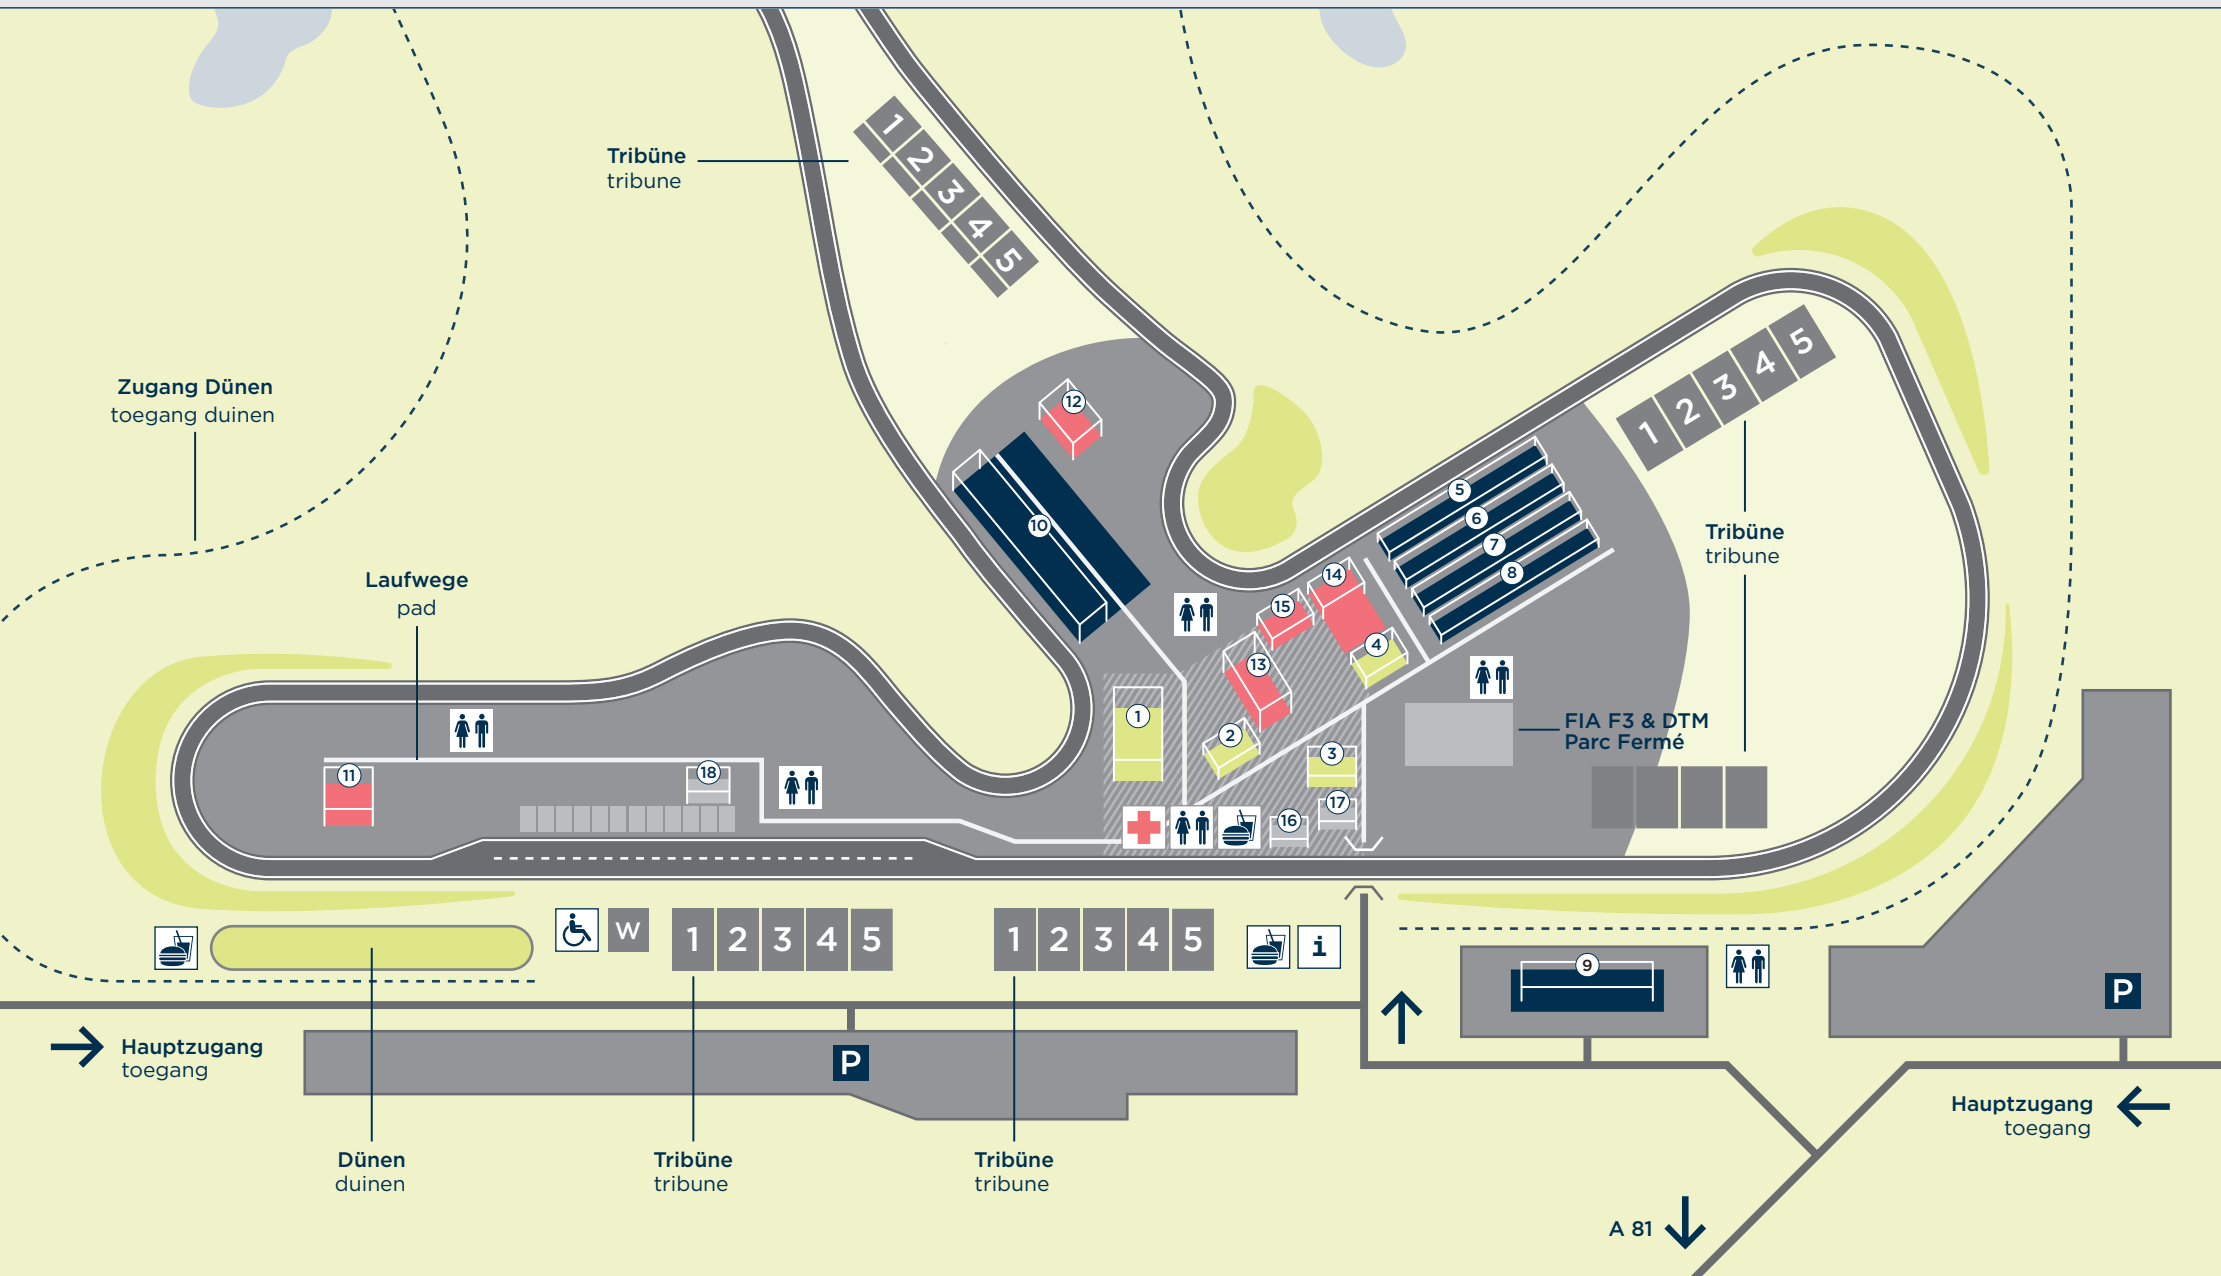 1
2
3
4
5
Tribüne
tribune
1
2
3
4
5
12
Zugang Dünen
toegang duinen
5
6
7
8
10
Tribüne
tribune
Laufwege
pad
14
15
4
13
1
2
3
FIA F3 & DTM
Parc Fermé
11
18
17
16
W
1
2
3
4
5
1
2
3
4
5
i
9
P
Hauptzugang
toegang
P
Hauptzugang
toegang
Dünen
duinen
Tribüne
tribune
Tribüne
tribune
A 81